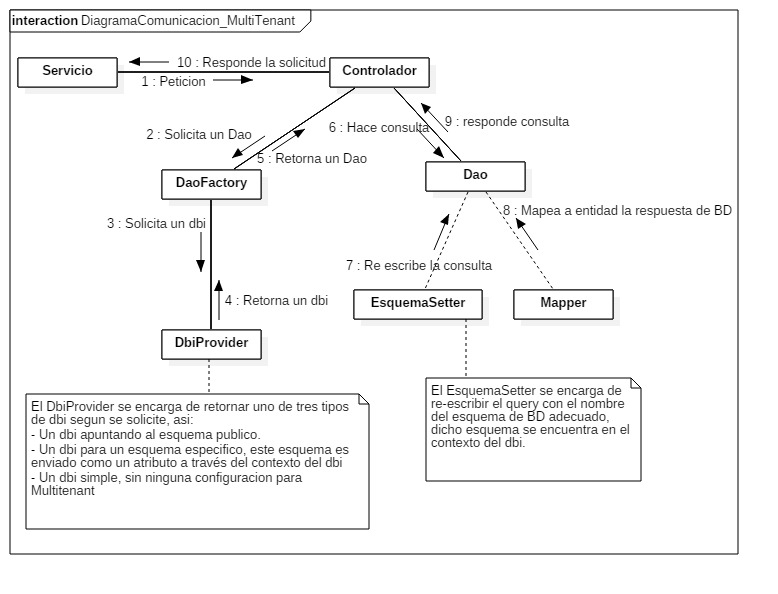 interaction DiagramaComunicacion_MultiTenant
10 : Responde la solicitud
Servicio
Controlador
1 : Peticion
9 : responde consulta
6 : Hace consulta
2 : Solicita un Dao
5 : Retorna un Dao
DaoFactory
Dao
8 : Mapea a entidad la respuesta de BD
3 : Solicita un dbi
7 : Re escribe la consulta
4 : Retorna un dbi
EsquemaSetter
Mapper
DbiProvider
El EsquemaSetter se encarga de
re-escribir el query con el nombre
del esquema de BD adecuado,
dicho esquema se encuentra en el
contexto del dbi.
El DbiProvider se encarga de retornar uno de tres tipos
de dbi segun se solicite, asi:
- Un dbi apuntando al esquema publico.
- Un dbi para un esquema especifico, este esquema es
enviado como un atributo a través del contexto del dbi
- Un dbi simple, sin ninguna configuracion para
Multitenant